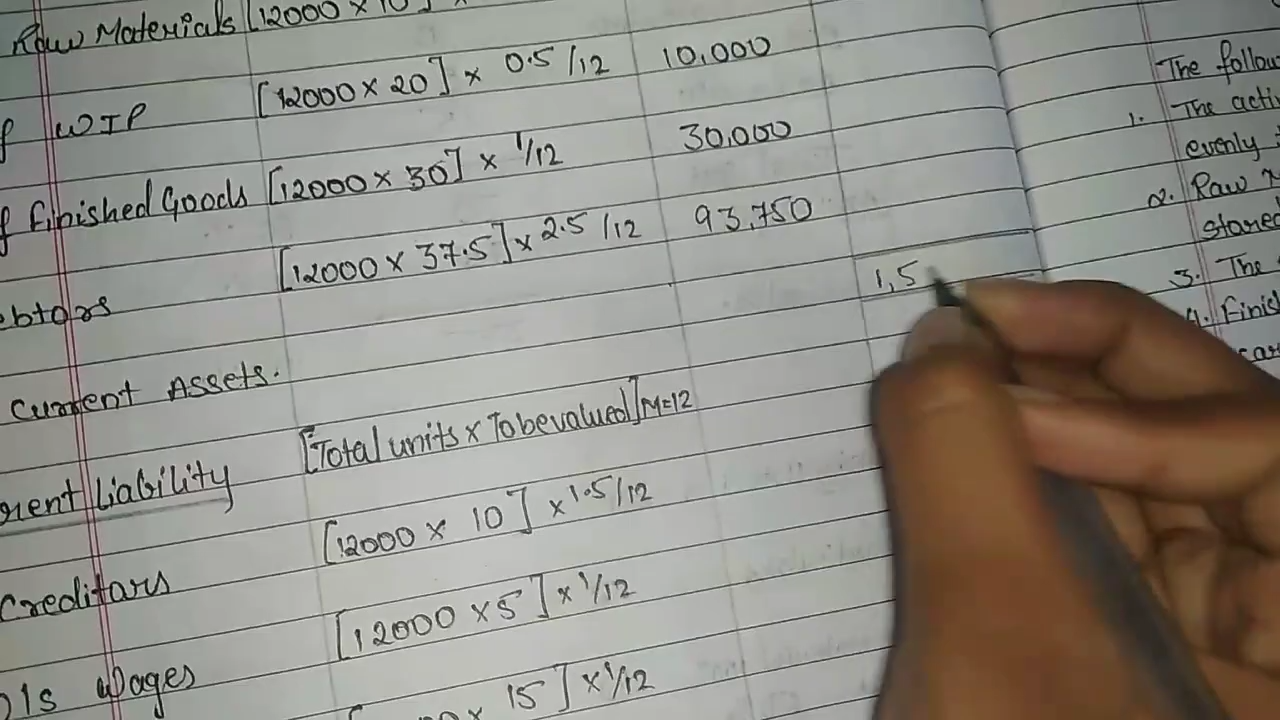 Raw Materials [12000 × 10]
f WIP [12000 × 20] × 0.5/12 10,000
f Finished Goods [12000 × 30] × 1/12 30,000
ebtors [12000 × 37.5] × 2.5/12 93,750
1,5
Current Assets.
rent Liability [Total units × To be valued] M=12
Creditars [12000 × 10] × 1.5/12
o/s Wages [12000 × 5] × 1/12
15] × 1/12
The follow
1. The acti
evenly
2. Raw
stored
3. The
4. Finis